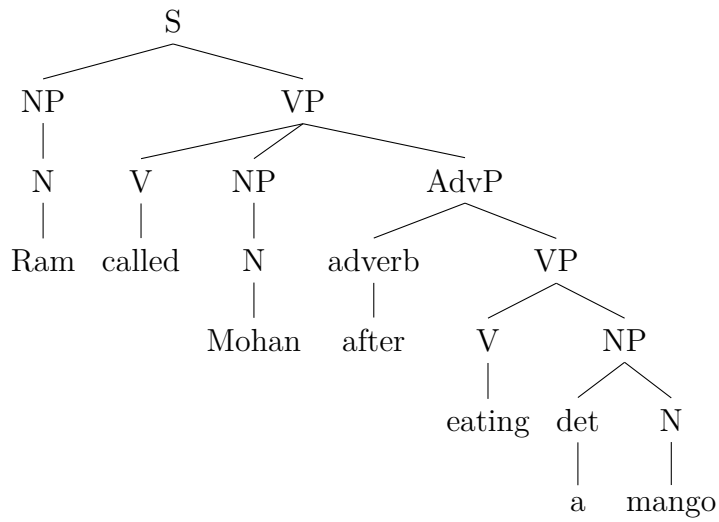 S
NP VP
N V NP AdvP
Ram called N adverb VP
Mohan after V NP
eating det N
a mango